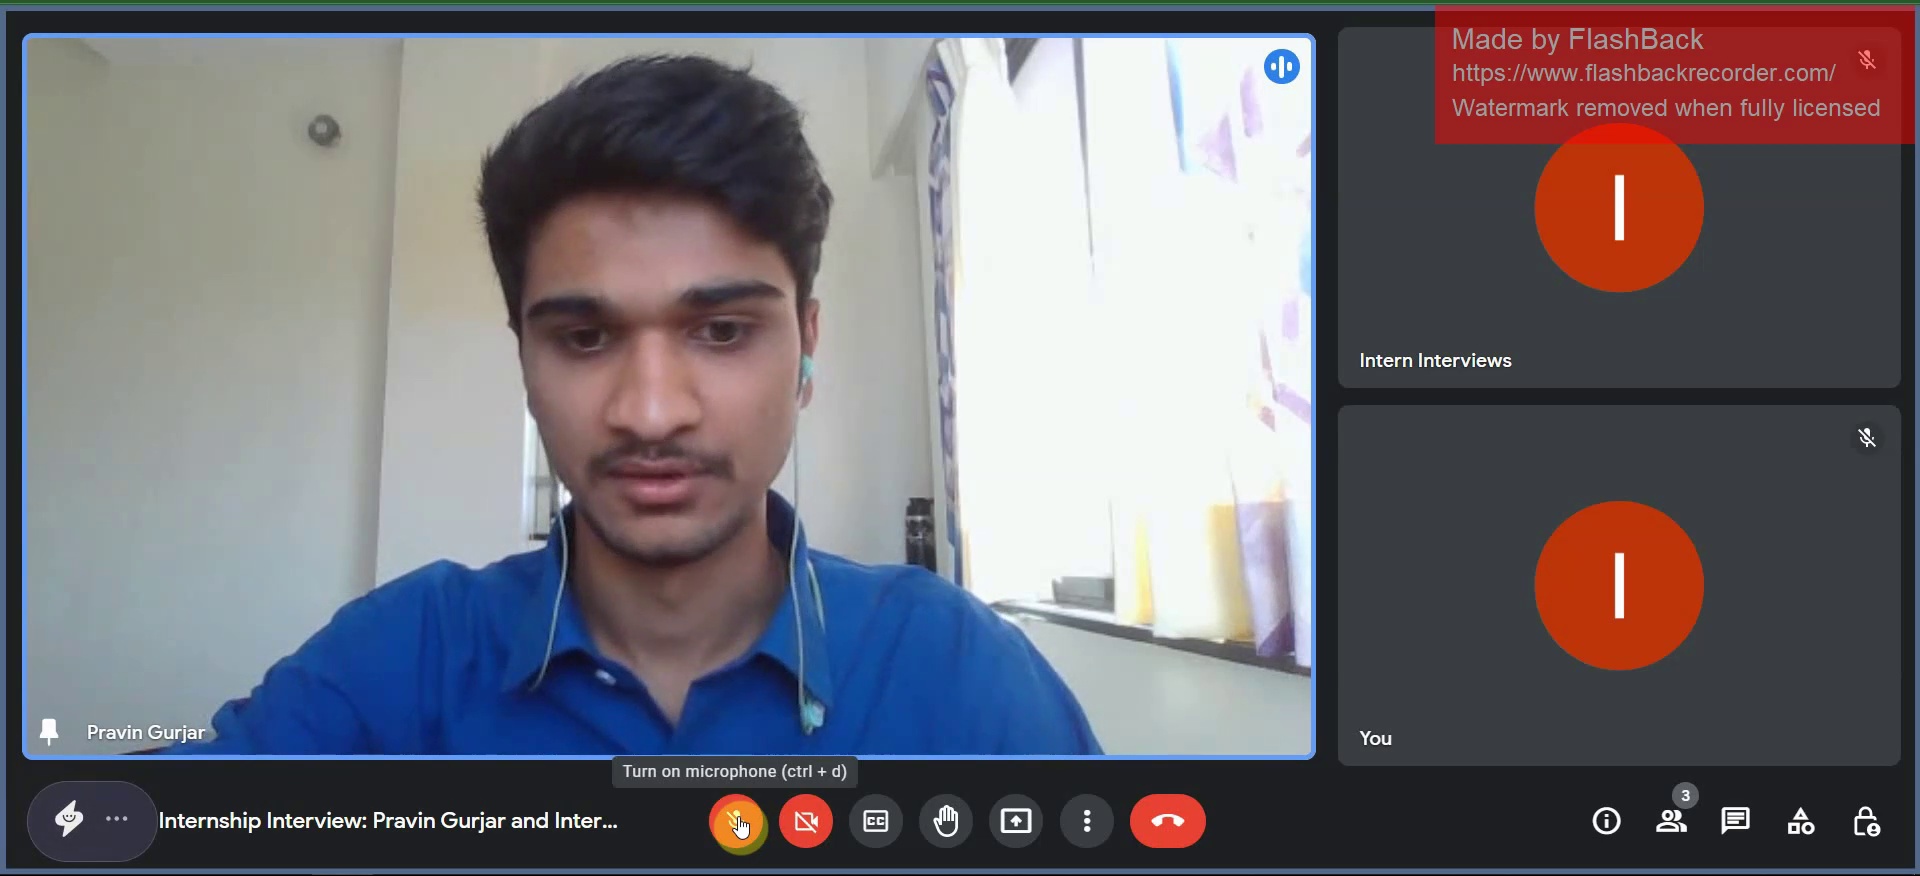 Made by FlashBack
https://www.flashbackrecorder.com/
Watermark removed when fully licensed
I
Intern Interviews
Pravin Gurjar
I
You
Turn on microphone (ctrl + d)
Internship Interview: Pravin Gurjar and Inter...
CC
3